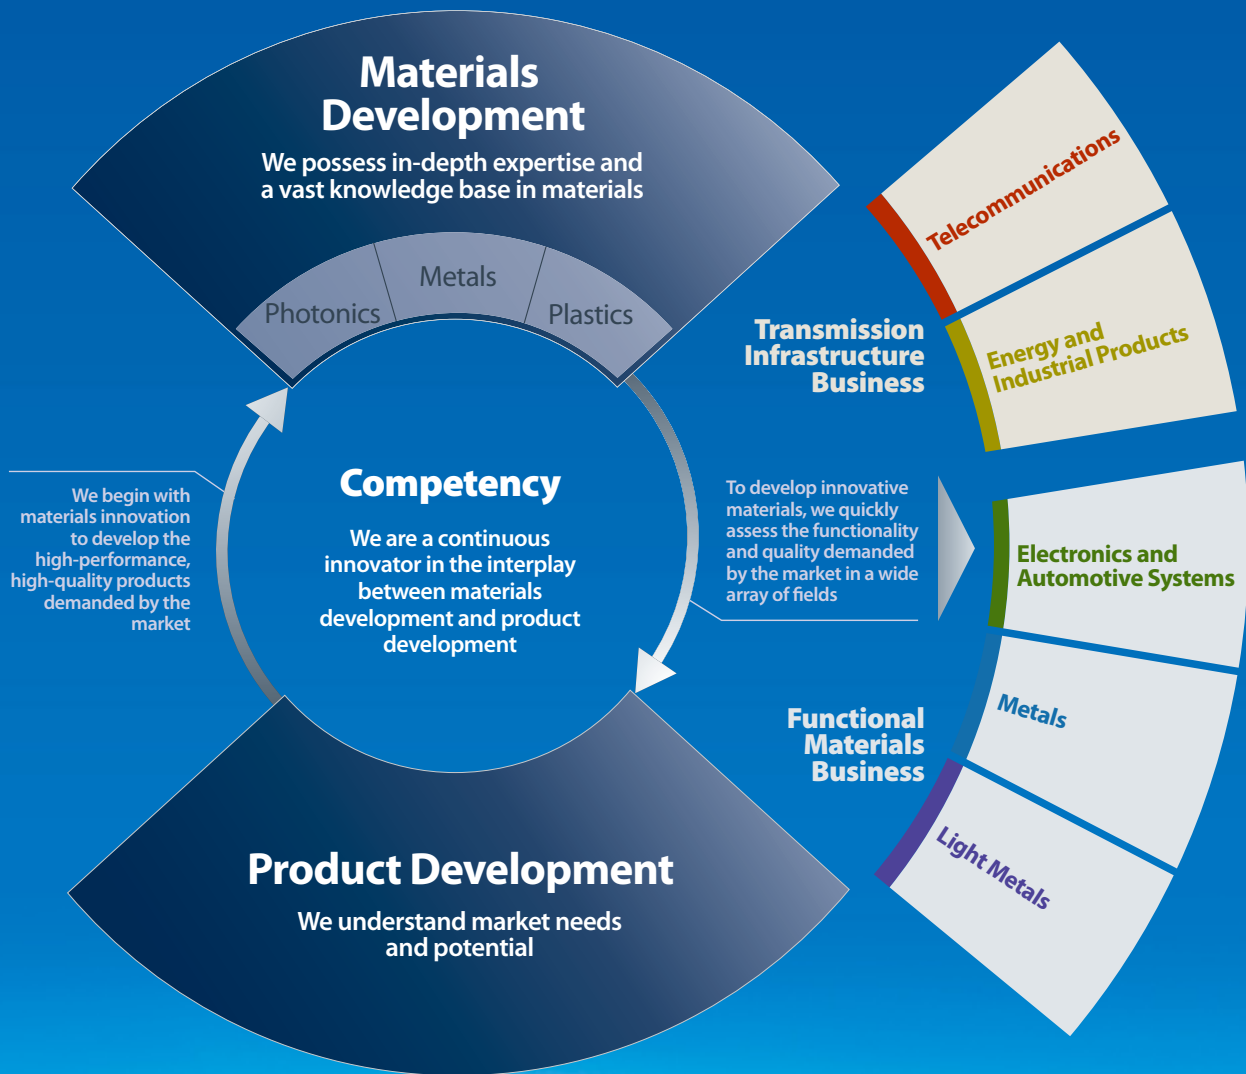 Materials
Development
We possess in-depth expertise and
a vast knowledge base in materials
Photonics
Metals
Plastics
We begin with
materials innovation
to develop the
high-performance,
high-quality products
demanded by the
market
Competency
We are a continuous
innovator in the interplay
between materials
development and product
development
To develop innovative
materials, we quickly
assess the functionality
and quality demanded
by the market in a wide
array of fields
Product Development
We understand market needs
and potential
Transmission
Infrastructure
Business
Telecommunications
Energy and
Industrial Products
Electronics and
Automotive Systems
Functional
Materials
Business
Metals
Light Metals